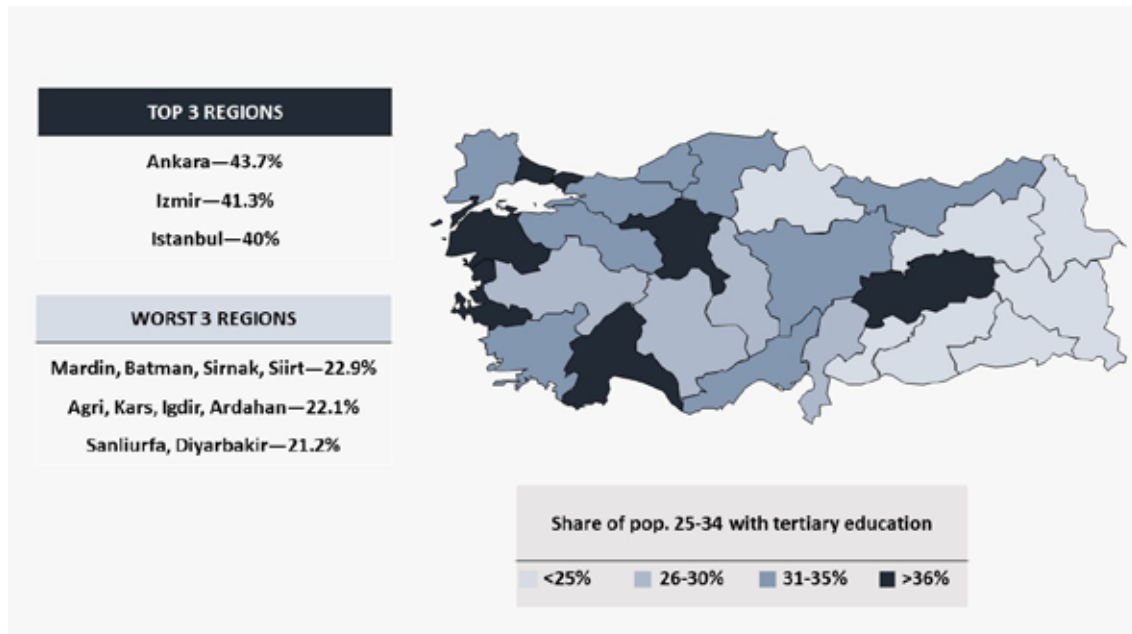 TOP 3 REGIONS
Ankara—43.7%
Izmir—41.3%
Istanbul—40%
WORST 3 REGIONS
Mardin, Batman, Sirnak, Siirt—22.9%
Agri, Kars, Igdir, Ardahan—22.1%
Sanliurfa, Diyarbakir—21.2%
Share of pop. 25-34 with tertiary education
<25% 26-30% 31-35% >36%